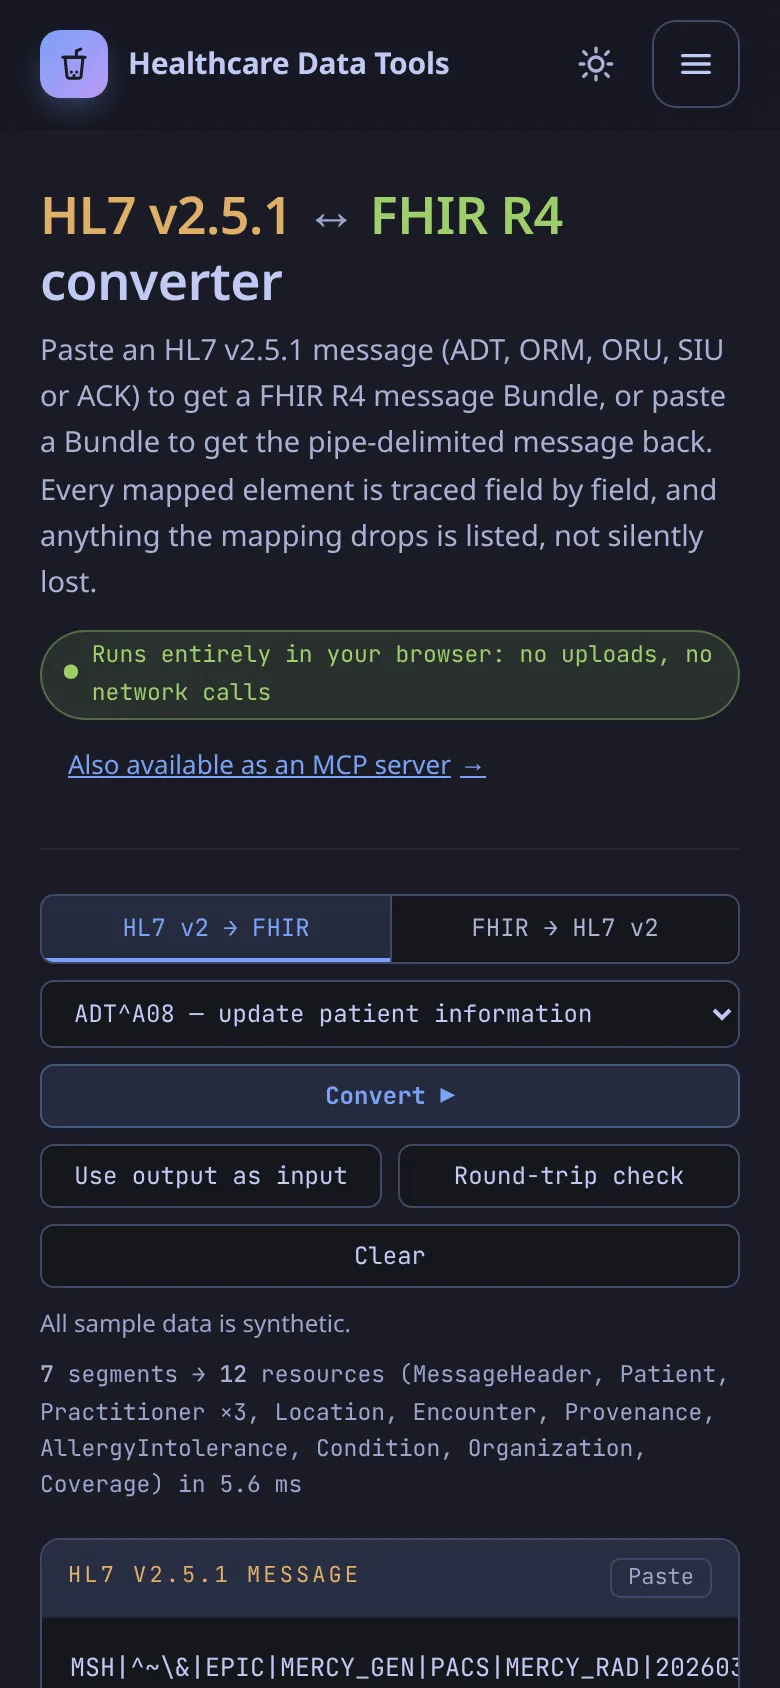 Healthcare Data Tools
HL7 v2.5.1 ↔ FHIR R4
converter
Paste an HL7 v2.5.1 message (ADT, ORM, ORU, SIU
or ACK) to get a FHIR R4 message Bundle, or paste
a Bundle to get the pipe-delimited message back.
Every mapped element is traced field by field, and
anything the mapping drops is listed, not silently
lost.
Runs entirely in your browser: no uploads, no
network calls
Also available as an MCP server →
HL7 v2 → FHIR
FHIR → HL7 v2
ADT^A08 — update patient information
Convert ▶
Use output as input
Round-trip check
Clear
All sample data is synthetic.
7 segments → 12 resources (MessageHeader, Patient,
Practitioner ×3, Location, Encounter, Provenance,
AllergyIntolerance, Condition, Organization,
Coverage) in 5.6 ms
HL7 V2.5.1 MESSAGE
Paste
MSH|^~\&|EPIC|MERCY_GEN|PACS|MERCY_RAD|202603